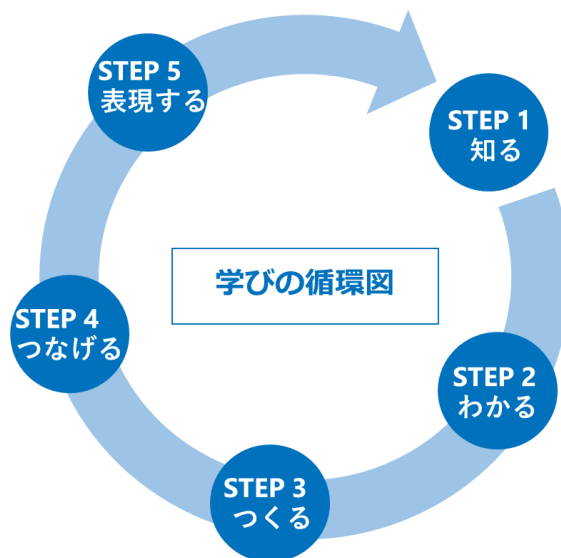 学びの循環図
STEP 1
知る
STEP 2
わかる
STEP 3
つくる
STEP 4
つなげる
STEP 5
表現する